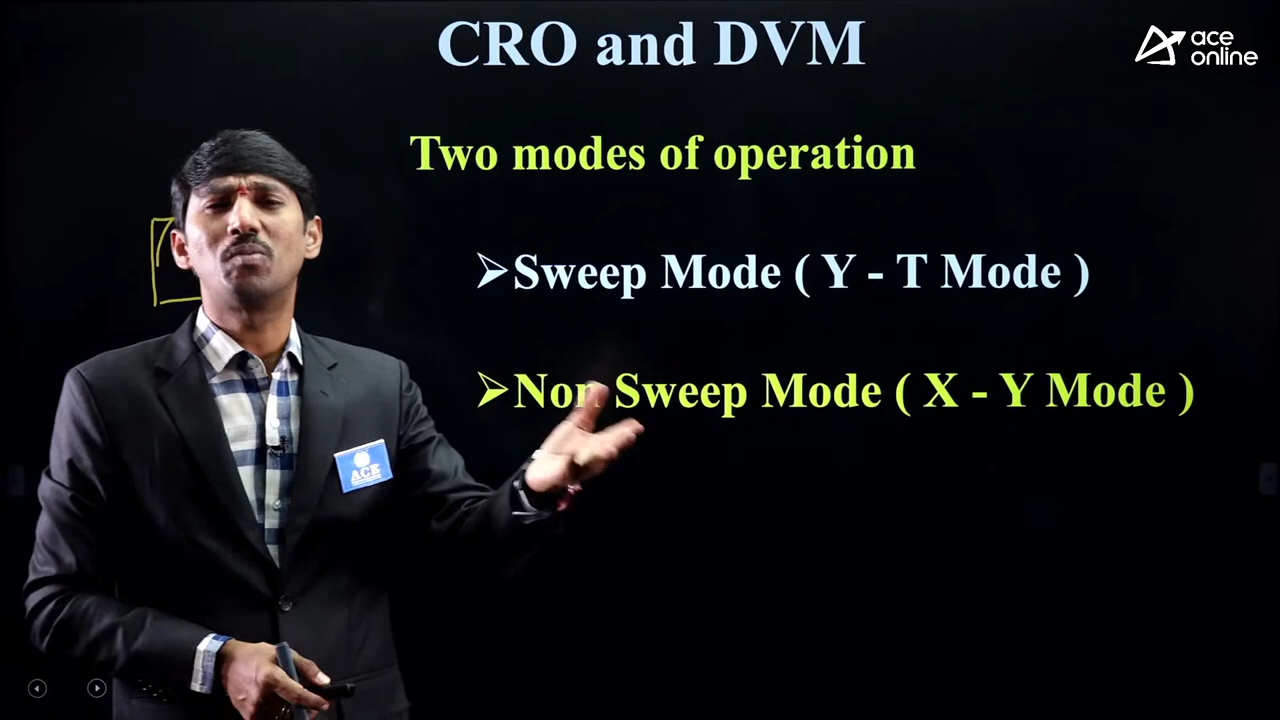 CRO and DVM
ace
online
Two modes of operation
➢Sweep Mode ( Y - T Mode )
➢Non Sweep Mode ( X - Y Mode )
ACE